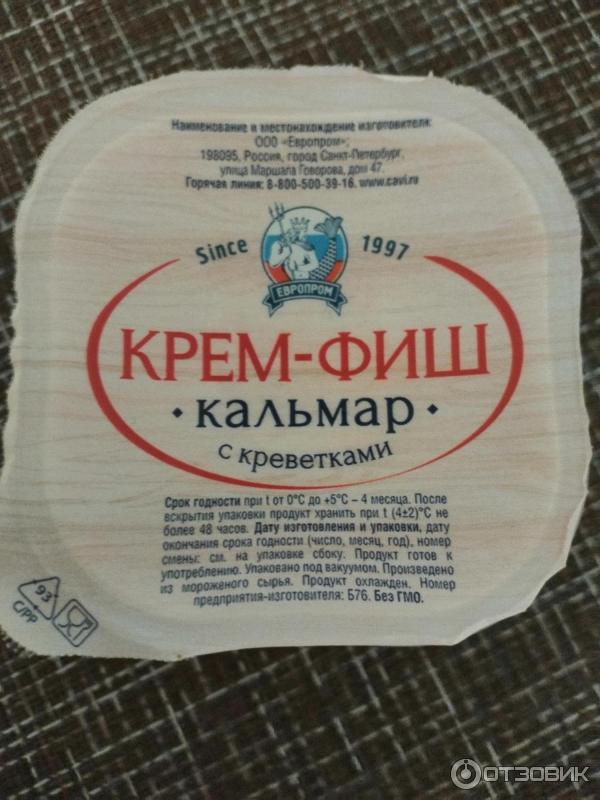 Наименование и местонахождение изготовителя:
ООО «Европром»;
198095, Россия, город Санкт-Петербург,
улица Маршала Говорова, дом 47.
Горячая линия: 8-800-500-39-16. www.cavi.ru
Since 1997
ЕВРОПРОМ
КРЕМ-ФИШ
• кальмар •
с креветками
Срок годности при t от 0°С до +5°С – 4 месяца. После
вскрытия упаковки продукт хранить при t (4±2)°С не
более 48 часов. Дату изготовления и упаковки, дату
окончания срока годности (число, месяц, год), номер
смены: см. на упаковке сбоку. Продукт готов к
употреблению. Упаковано под вакуумом. Произведено
из мороженого сырья. Продукт охлажден. Номер
предприятия-изготовителя: Б76. Без ГМО.
93
C/PP
ОТЗОВИК